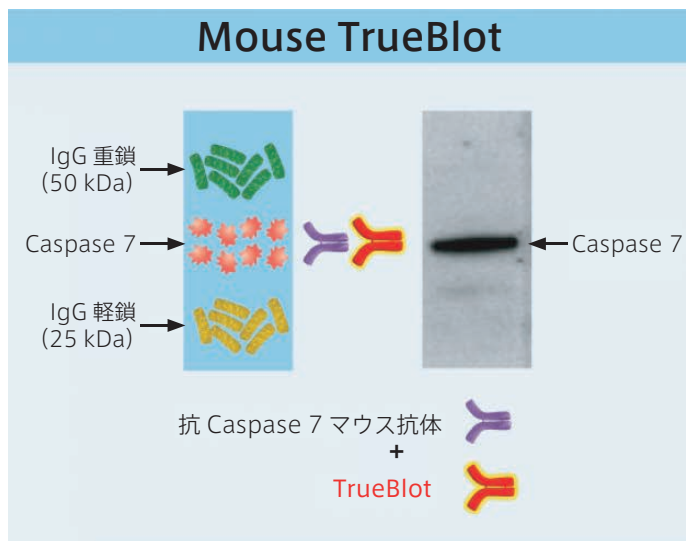 Mouse TrueBlot
IgG 重鎖
(50 kDa)
Caspase 7
Caspase 7
IgG 軽鎖
(25 kDa)
抗 Caspase 7 マウス抗体
+
TrueBlot